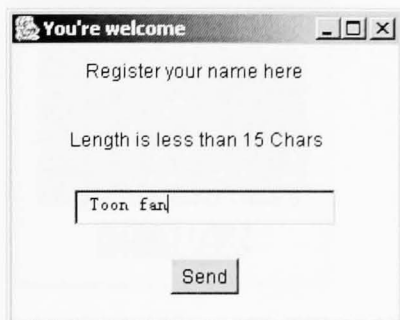 You're welcome
Register your name here
Length is less than 15 Chars
Toon fan
Send